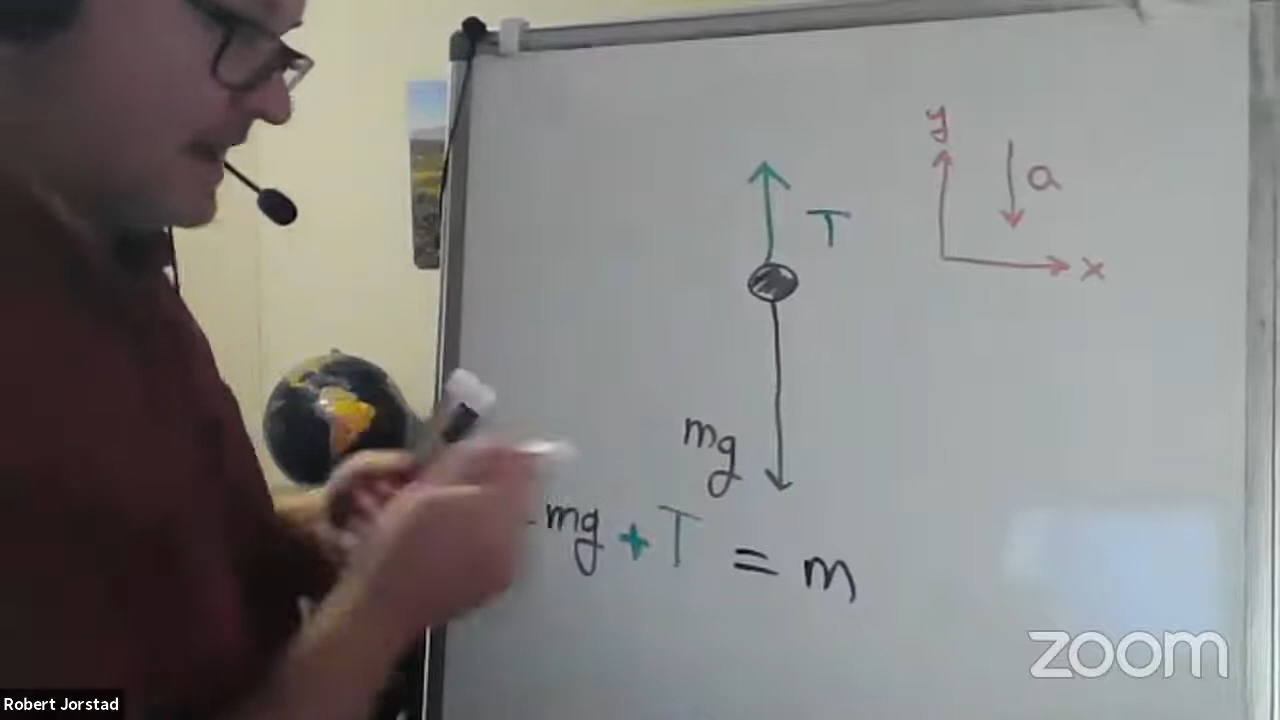 y
a
T
x
mg
- mg + T = m
zoom
Robert Jorstad